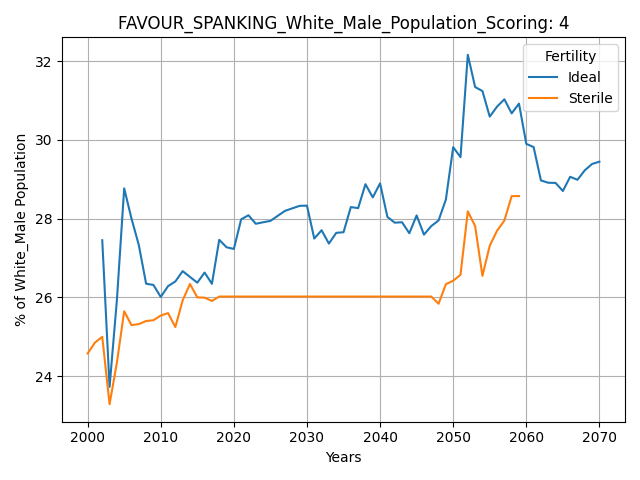 FAVOUR_SPANKING_White_Male_Population_Scoring: 4
Fertility
Ideal
Sterile
% of White_Male Population
32
30
28
26
24
2000 2010 2020 2030 2040 2050 2060 2070
Years